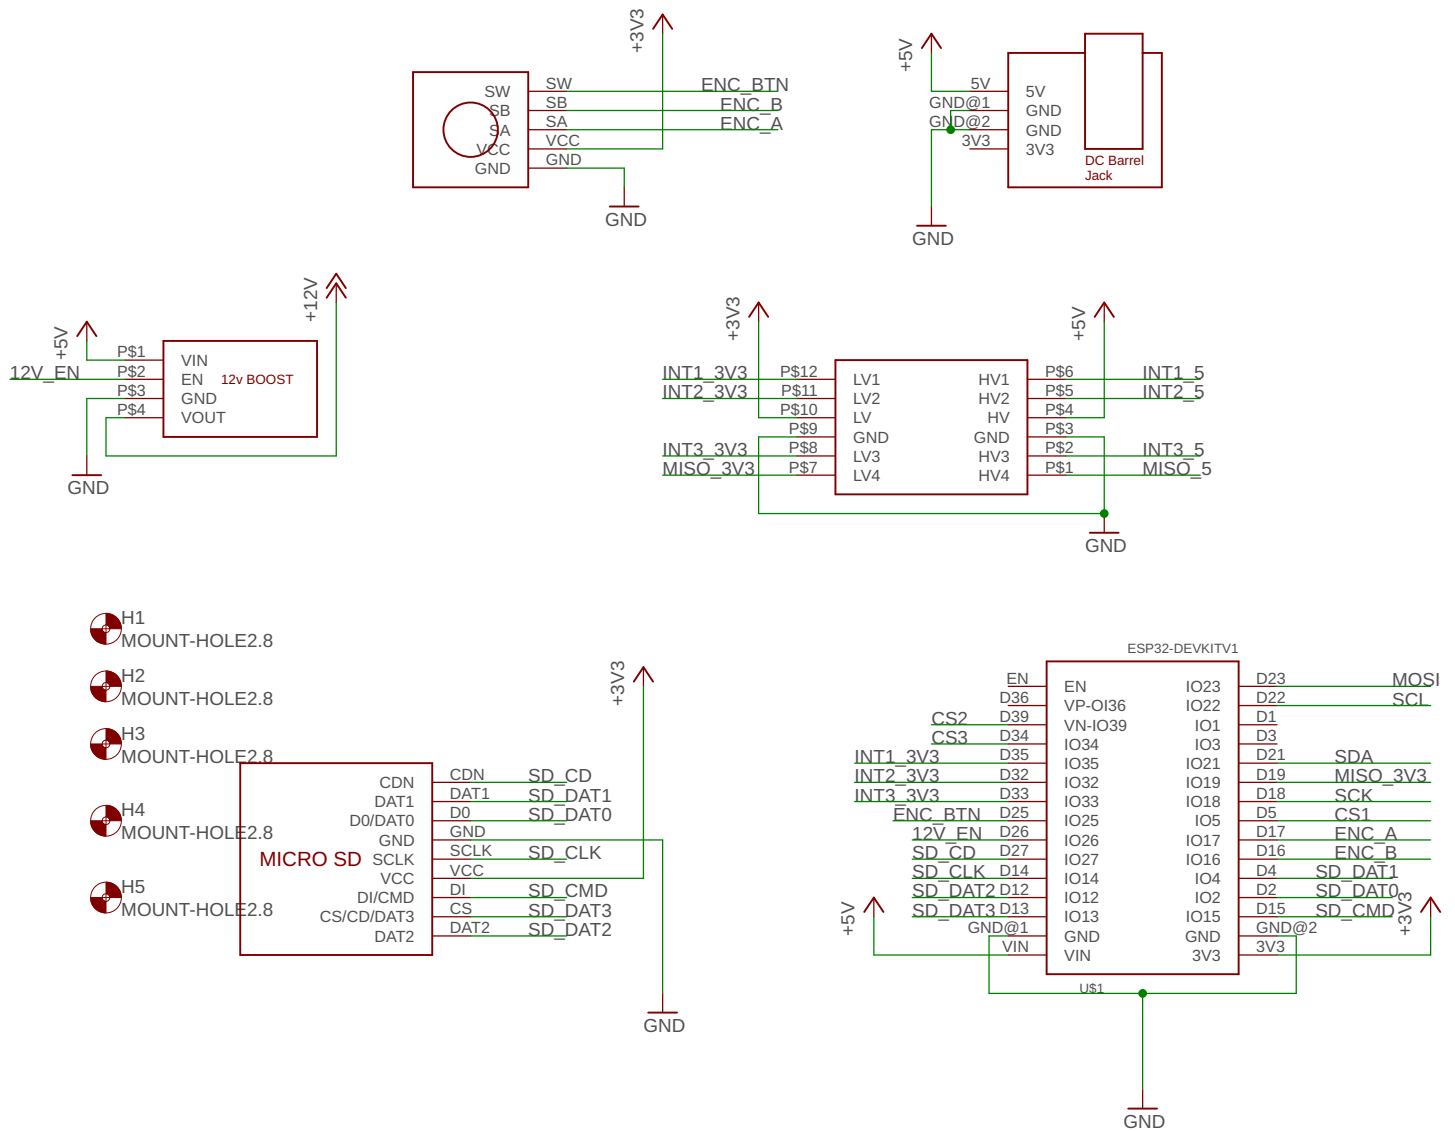 +3V3
SW
SB
SA
VCC
GND
SW
SB
SA
VCC
GND
ENC_BTN
ENC_B
ENC_A
GND
+5V
5V
GND@1
GND@2
3V3
5V
GND
GND
3V3
DC Barrel
Jack
GND
+12V
+5V
12V_EN
P$1
P$2
P$3
P$4
VIN
EN
GND
VOUT
12v BOOST
GND
+3V3
+5V
INT1_3V3
INT2_3V3
INT3_3V3
MISO_3V3
P$12
P$11
P$10
P$9
P$8
P$7
LV1
LV2
LV
GND
LV3
LV4
HV1
HV2
HV
GND
HV3
HV4
P$6
P$5
P$4
P$3
P$2
P$1
INT1_5
INT2_5
INT3_5
MISO_5
GND
H1
MOUNT-HOLE2.8
H2
MOUNT-HOLE2.8
H3
MOUNT-HOLE2.8
H4
MOUNT-HOLE2.8
H5
MOUNT-HOLE2.8
MICRO SD
CDN
DAT1
D0/DAT0
GND
SCLK
VCC
DI/CMD
CS/CD/DAT3
DAT2
CDN
DAT1
D0
GND
SCLK
VCC
DI
CS
DAT2
SD_CD
SD_DAT1
SD_DAT0
SD_CLK
SD_CMD
SD_DAT3
SD_DAT2
+3V3
GND
ESP32-DEVKITV1
CS2
CS3
INT1_3V3
INT2_3V3
INT3_3V3
ENC_BTN
12V_EN
SD_CD
SD_CLK
SD_DAT2
SD_DAT3
+5V
EN
D36
D39
D34
D35
D32
D33
D25
D26
D27
D14
D12
D13
GND@1
VIN
EN
VP-OI36
VN-IO39
IO34
IO35
IO32
IO33
IO25
IO26
IO27
IO14
IO12
IO13
GND
VIN
IO23
IO22
IO1
IO3
IO21
IO19
IO18
IO5
IO17
IO16
IO4
IO2
IO15
GND
3V3
D23
D22
D1
D3
D21
D19
D18
D5
D17
D16
D4
D2
D15
GND@2
3V3
MOSI
SCL
SDA
MISO_3V3
SCK
CS1
ENC_A
ENC_B
SD_DAT1
SD_DAT0
SD_CMD
+3V3
U$1
GND